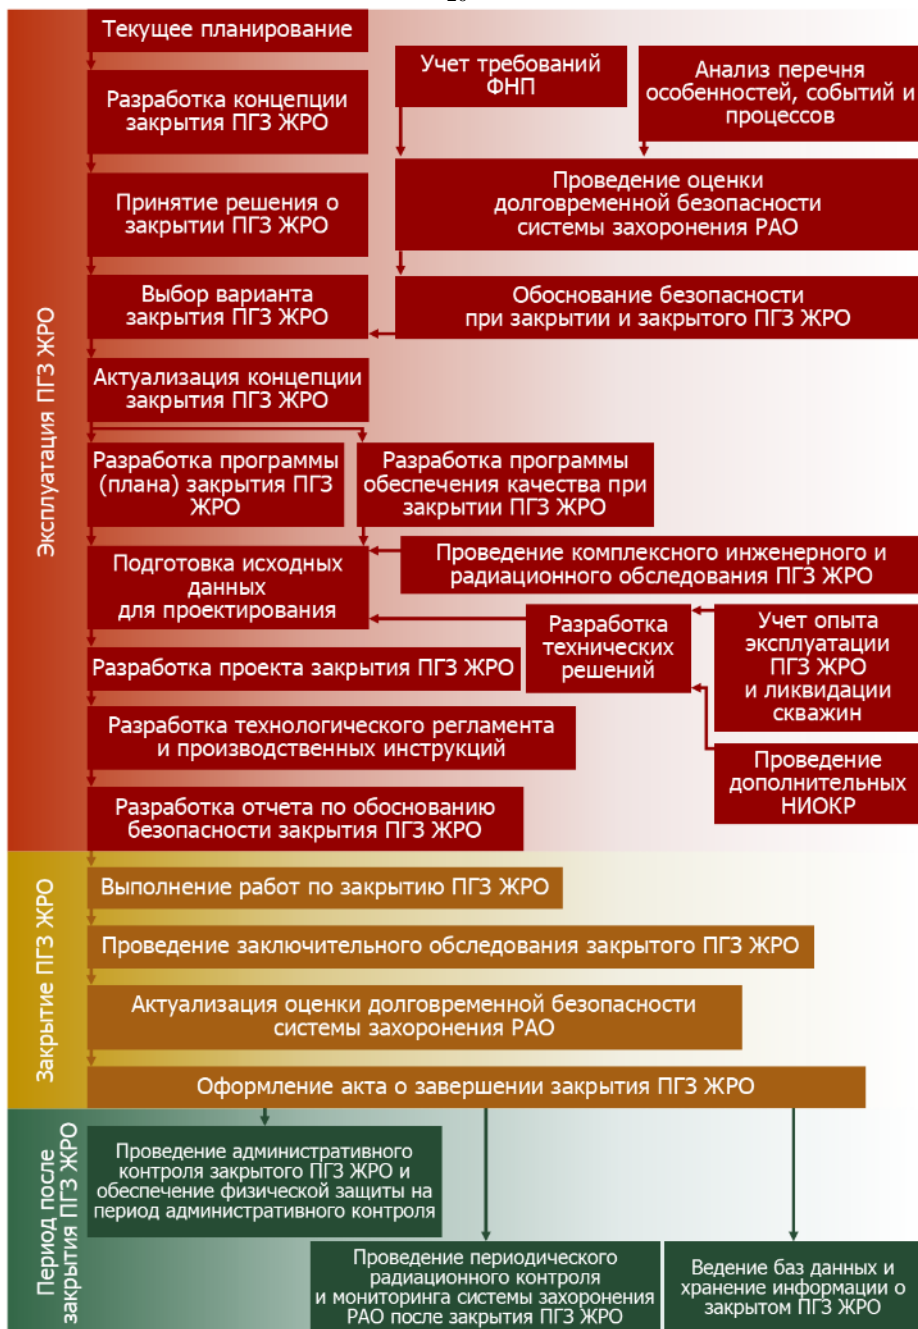 Текущее планирование
Учет требований
ФНП
Анализ перечня
особенностей, событий и
процессов
Разработка концепции
закрытия ПГЗ ЖРО
Принятие решения о
закрытии ПГЗ ЖРО
Проведение оценки
долговременной безопасности
системы захоронения РАО
Выбор варианта
закрытия ПГЗ ЖРО
Обоснование безопасности
при закрытии и закрытого ПГЗ ЖРО
Актуализация концепции
закрытия ПГЗ ЖРО
Эксплуатация ПГЗ ЖРО
Разработка программы
(плана) закрытия ПГЗ
ЖРО
Разработка программы
обеспечения качества при
закрытии ПГЗ ЖРО
Подготовка исходных
данных
для проектирования
Проведение комплексного инженерного и
радиационного обследования ПГЗ ЖРО
Разработка
технических
решений
Учет опыта
эксплуатации
ПГЗ ЖРО
и ликвидации
скважин
Разработка проекта закрытия ПГЗ ЖРО
Разработка технологического регламента
и производственных инструкций
Проведение
дополнительных
НИОКР
Разработка отчета по обоснованию
безопасности закрытия ПГЗ ЖРО
Закрытие ПГЗ ЖРО
Выполнение работ по закрытию ПГЗ ЖРО
Проведение заключительного обследования закрытого ПГЗ ЖРО
Актуализация оценки долговременной безопасности
системы захоронения РАО
Оформление акта о завершении закрытия ПГЗ ЖРО
Период после
закрытия ПГЗ ЖРО
Проведение административного
контроля закрытого ПГЗ ЖРО и
обеспечение физической защиты на
период административного контроля
Проведение периодического
радиационного контроля
и мониторинга системы захоронения
РАО после закрытия ПГЗ ЖРО
Ведение баз данных и
хранение информации о
закрытом ПГЗ ЖРО